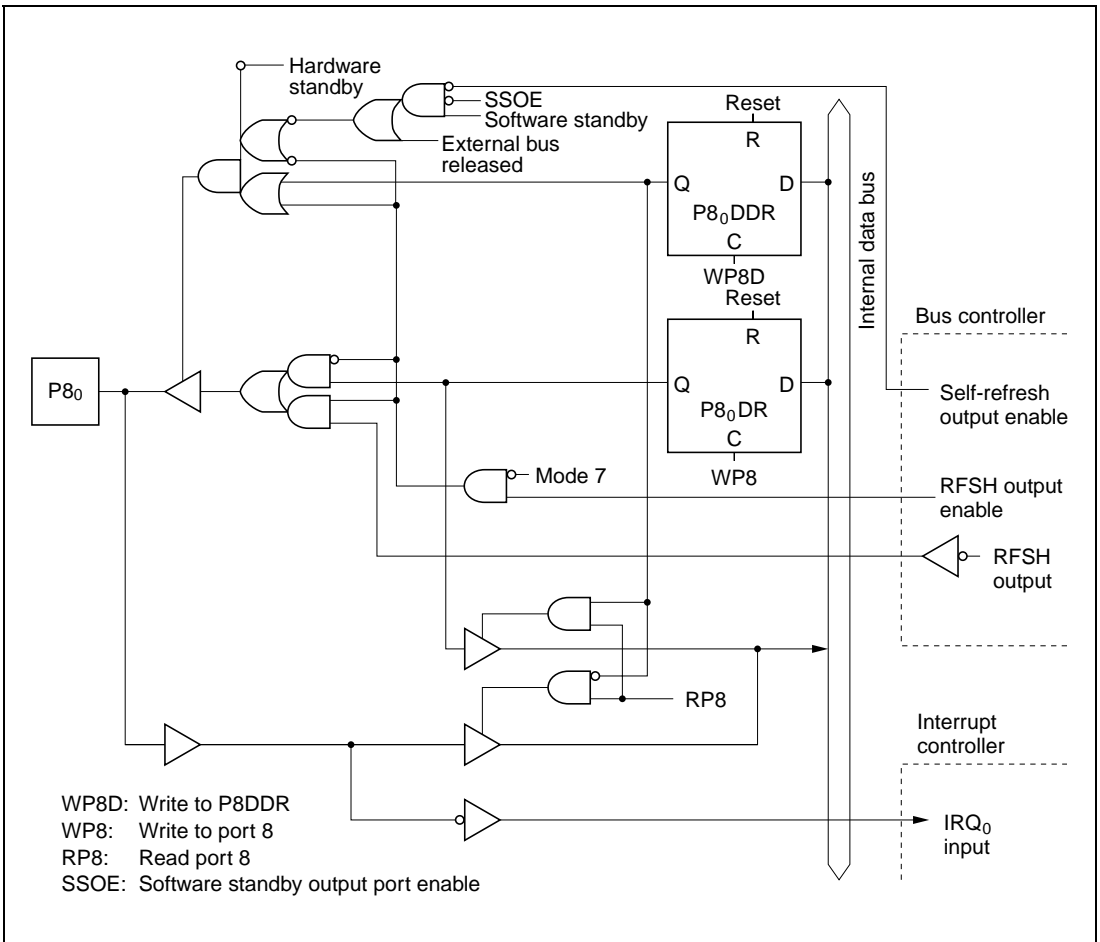 Hardware
standby
SSOE
Software standby
External bus
released
Reset
R
Q
D
P8₀DDR
C
WP8D
Reset
R
Q
D
P8₀DR
C
WP8
Internal data bus
Bus controller
Self-refresh
output enable
P8₀
Mode 7
RFSH output
enable
RFSH
output
RP8
Interrupt
controller
IRQ₀
input
WP8D: Write to P8DDR
WP8: Write to port 8
RP8: Read port 8
SSOE: Software standby output port enable